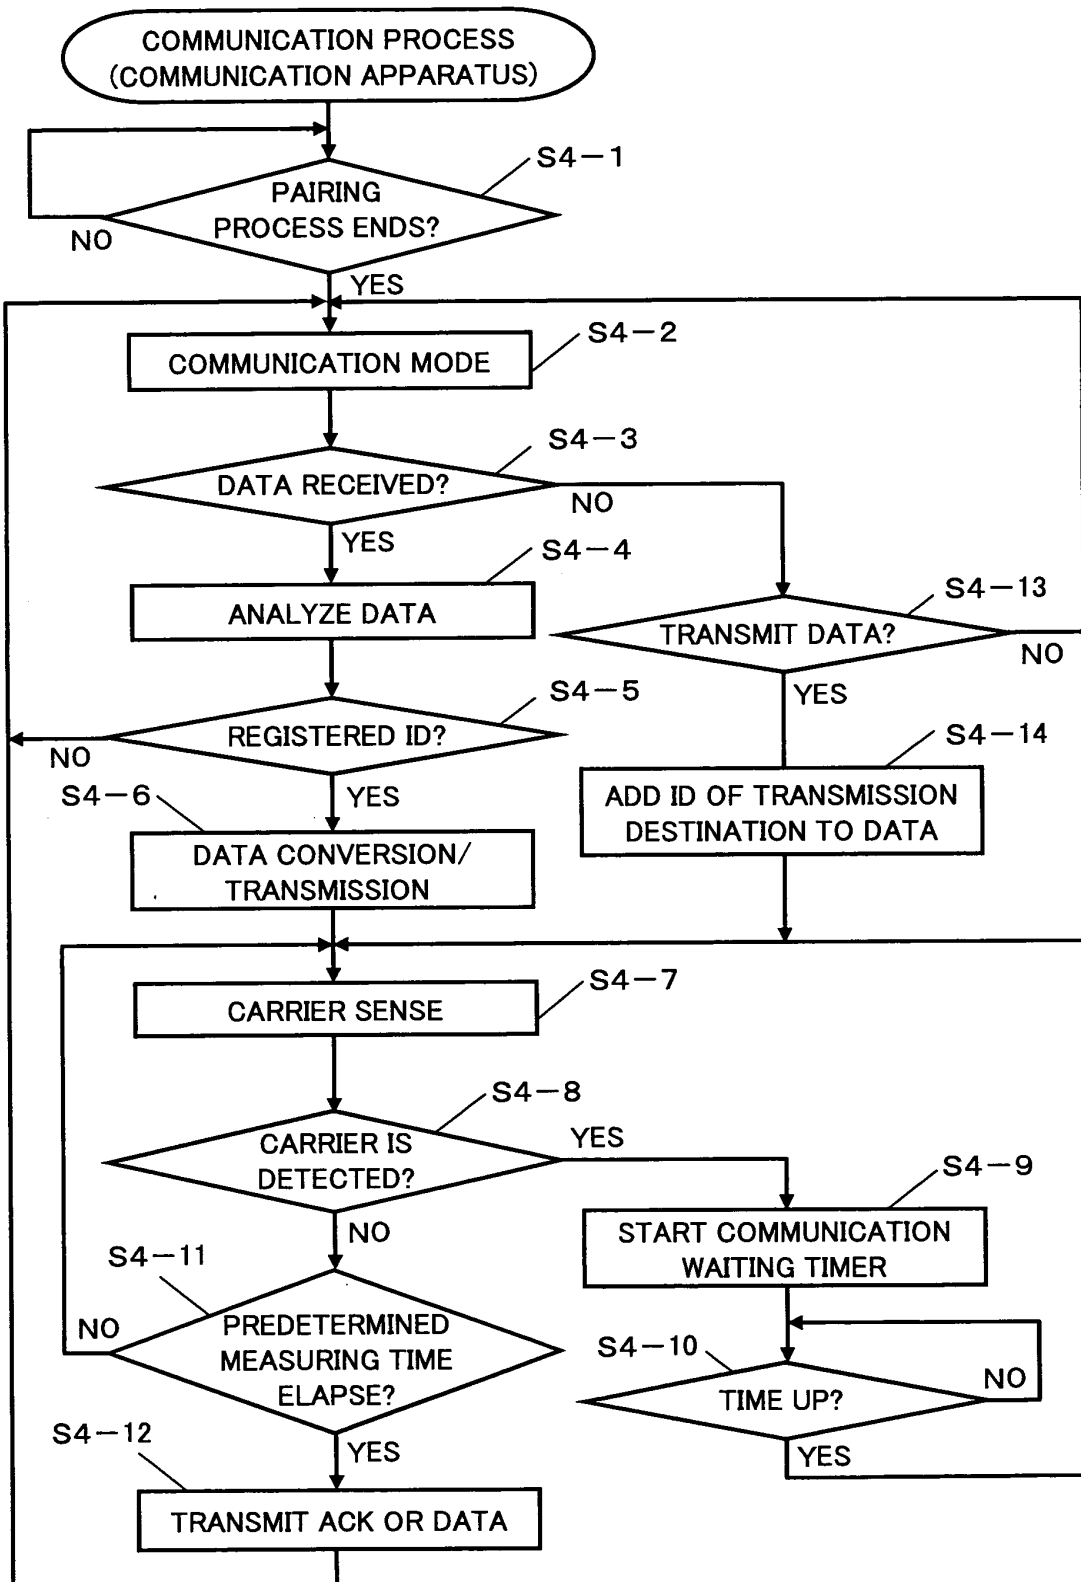 COMMUNICATION PROCESS
(COMMUNICATION APPARATUS)
S4-1
PAIRING
PROCESS ENDS?
NO
YES
S4-2
COMMUNICATION MODE
S4-3
DATA RECEIVED?
NO
YES
S4-4
ANALYZE DATA
S4-13
TRANSMIT DATA?
NO
YES
S4-5
REGISTERED ID?
NO
YES
S4-14
ADD ID OF TRANSMISSION
DESTINATION TO DATA
S4-6
DATA CONVERSION/
TRANSMISSION
S4-7
CARRIER SENSE
S4-8
CARRIER IS
DETECTED?
YES
NO
S4-9
START COMMUNICATION
WAITING TIMER
S4-11
PREDETERMINED
MEASURING TIME
ELAPSE?
NO
YES
S4-10
TIME UP?
NO
YES
S4-12
TRANSMIT ACK OR DATA